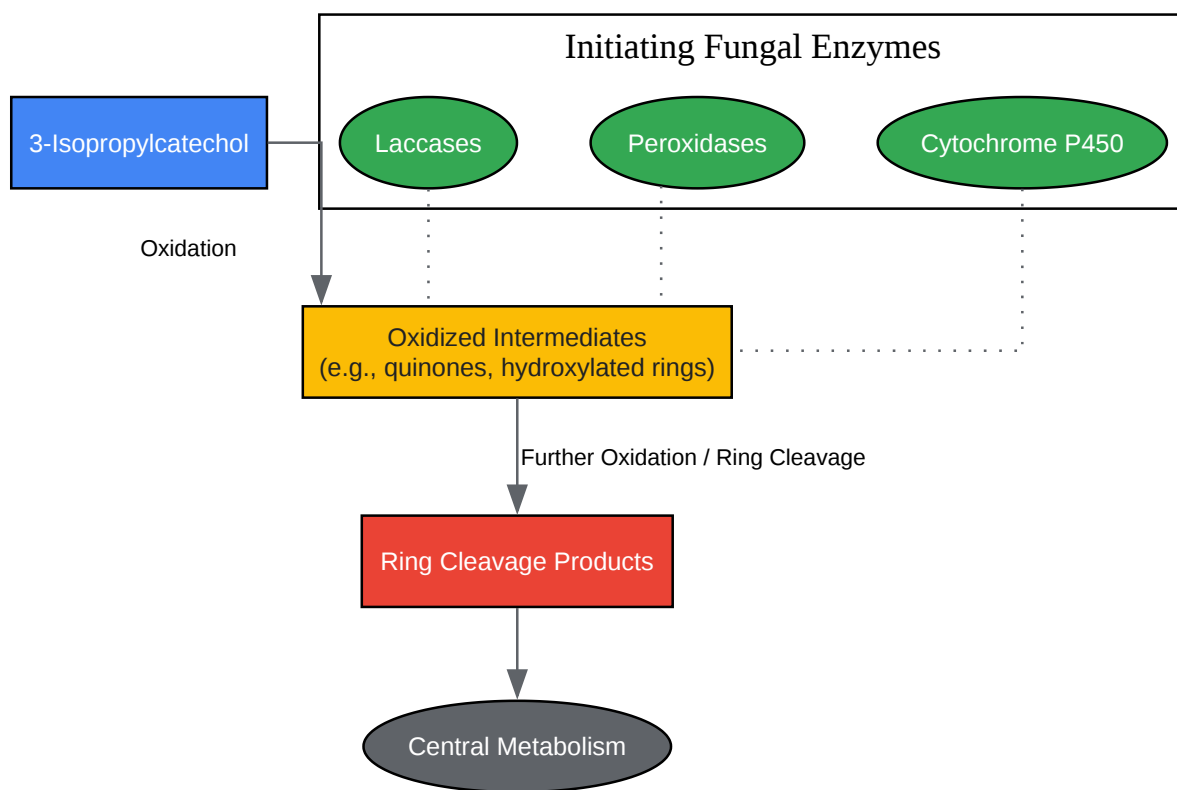 Initiating Fungal Enzymes
3-Isopropylcatechol
Laccases
Peroxidases
Cytochrome P450
Oxidation
Oxidized Intermediates
(e.g., quinones, hydroxylated rings)
Further Oxidation / Ring Cleavage
Ring Cleavage Products
Central Metabolism